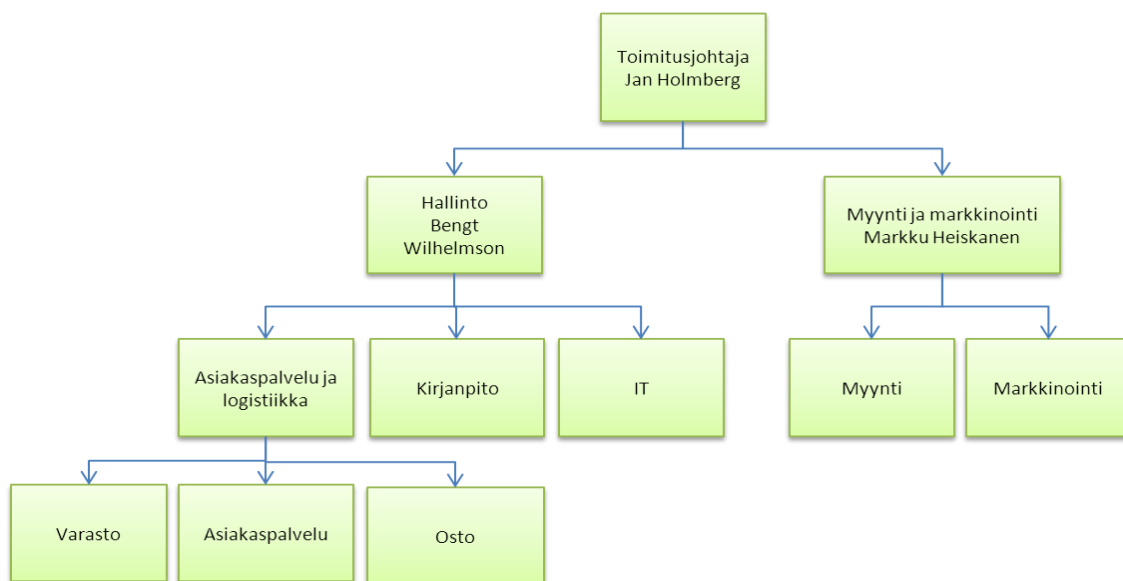 Toimitusjohtaja
Jan Holmberg
Hallinto
Bengt
Wilhelmson
Myynti ja markkinointi
Markku Heiskanen
Asiakaspalvelu ja
logistiikka
Kirjanpito
IT
Myynti
Markkinointi
Varasto
Asiakaspalvelu
Osto